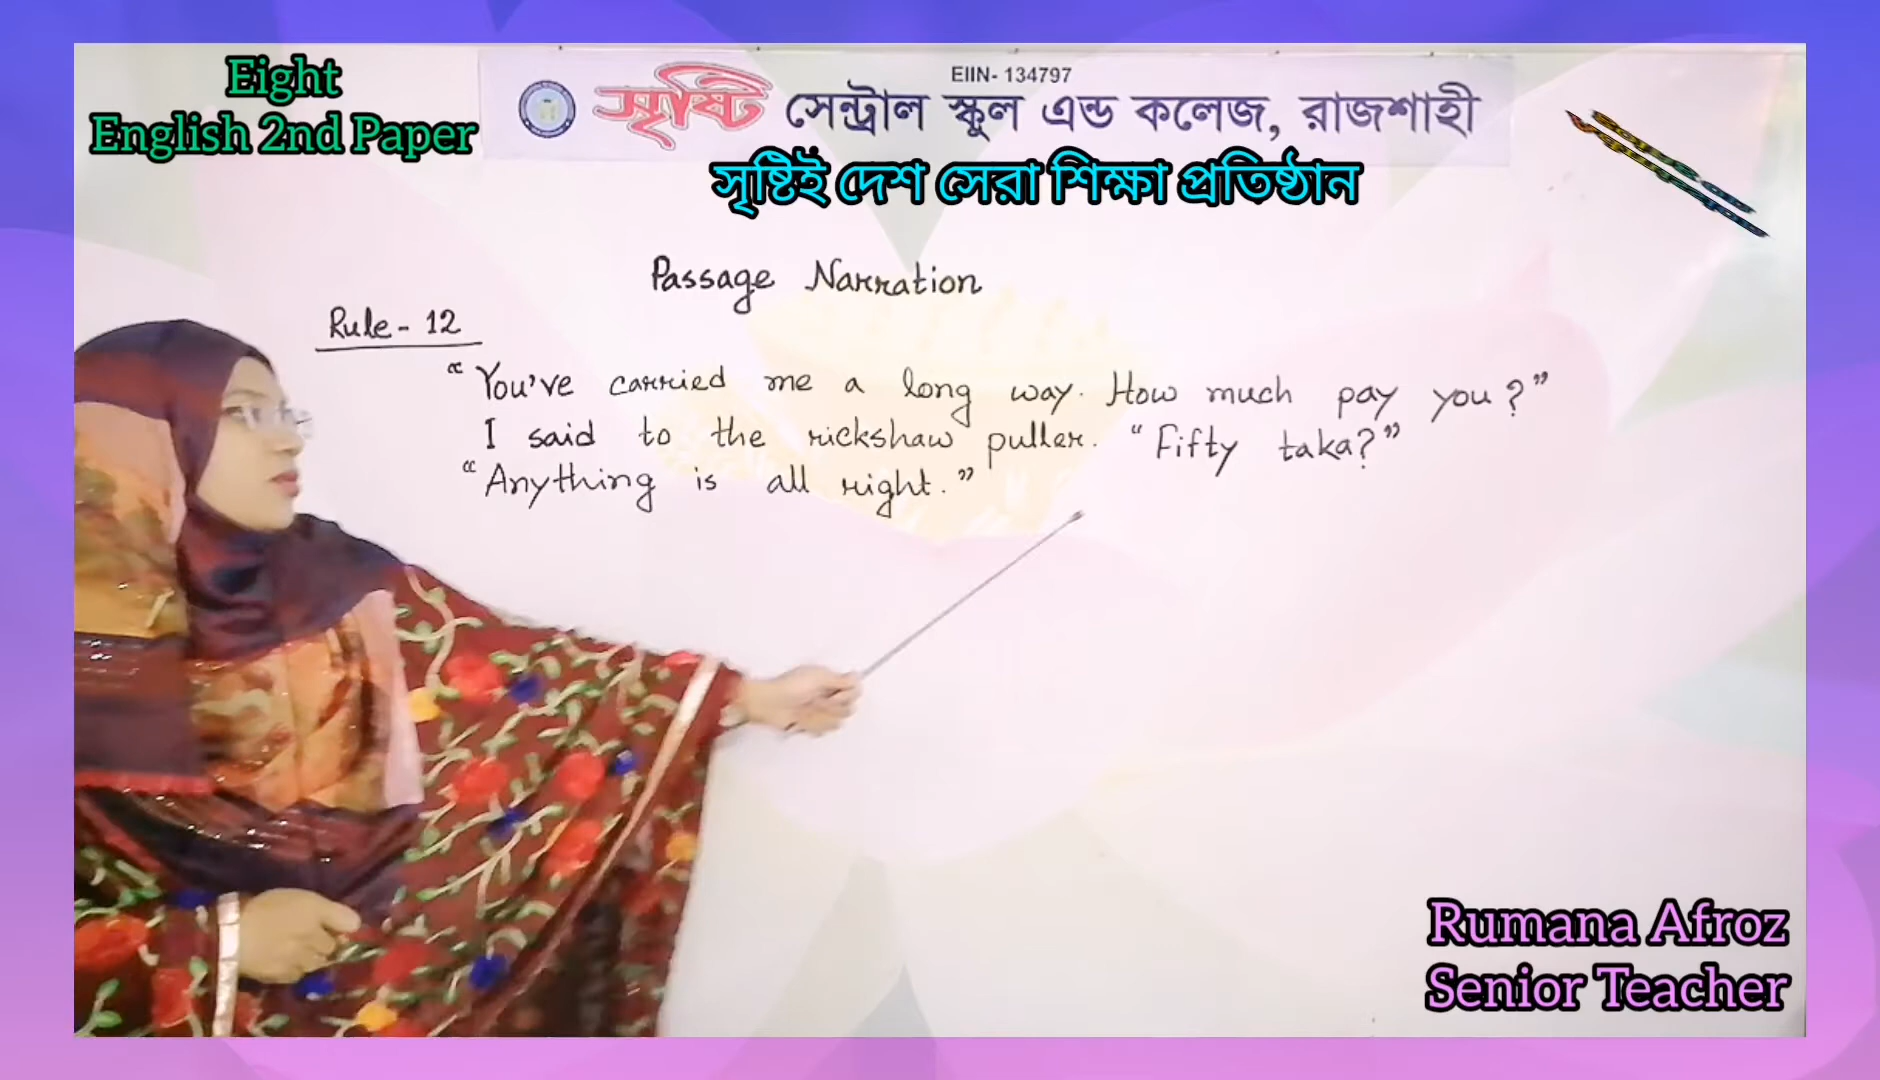 Eight
English 2nd Paper
EIIN- 134797
সৃষ্টি সেন্ট্রাল স্কুল এন্ড কলেজ, রাজশাহী
সৃষ্টিই দেশ সেরা শিক্ষা প্রতিষ্ঠান
Passage Narration
Rule - 12
"You've carried me a long way. How much pay you?"
I said to the rickshaw puller. "Fifty taka?"
"Anything is all right."
Rumana Afroz
Senior Teacher